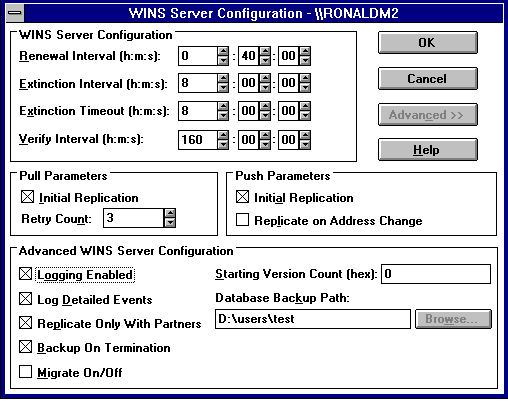 WINS Server Configuration - \\RONALDM2
WINS Server Configuration
Renewal Interval (h:m:s): 0 : 40 : 00
Extinction Interval (h:m:s): 8 : 00 : 00
Extinction Timeout (h:m:s): 8 : 00 : 00
Verify Interval (h:m:s): 160 : 00 : 00
OK
Cancel
Advanced >>
Help
Pull Parameters
Initial Replication
Retry Count: 3
Push Parameters
Initial Replication
Replicate on Address Change
Advanced WINS Server Configuration
Logging Enabled
Log Detailed Events
Replicate Only With Partners
Backup On Termination
Migrate On/Off
Starting Version Count (hex): 0
Database Backup Path:
D:\users\test
Browse...